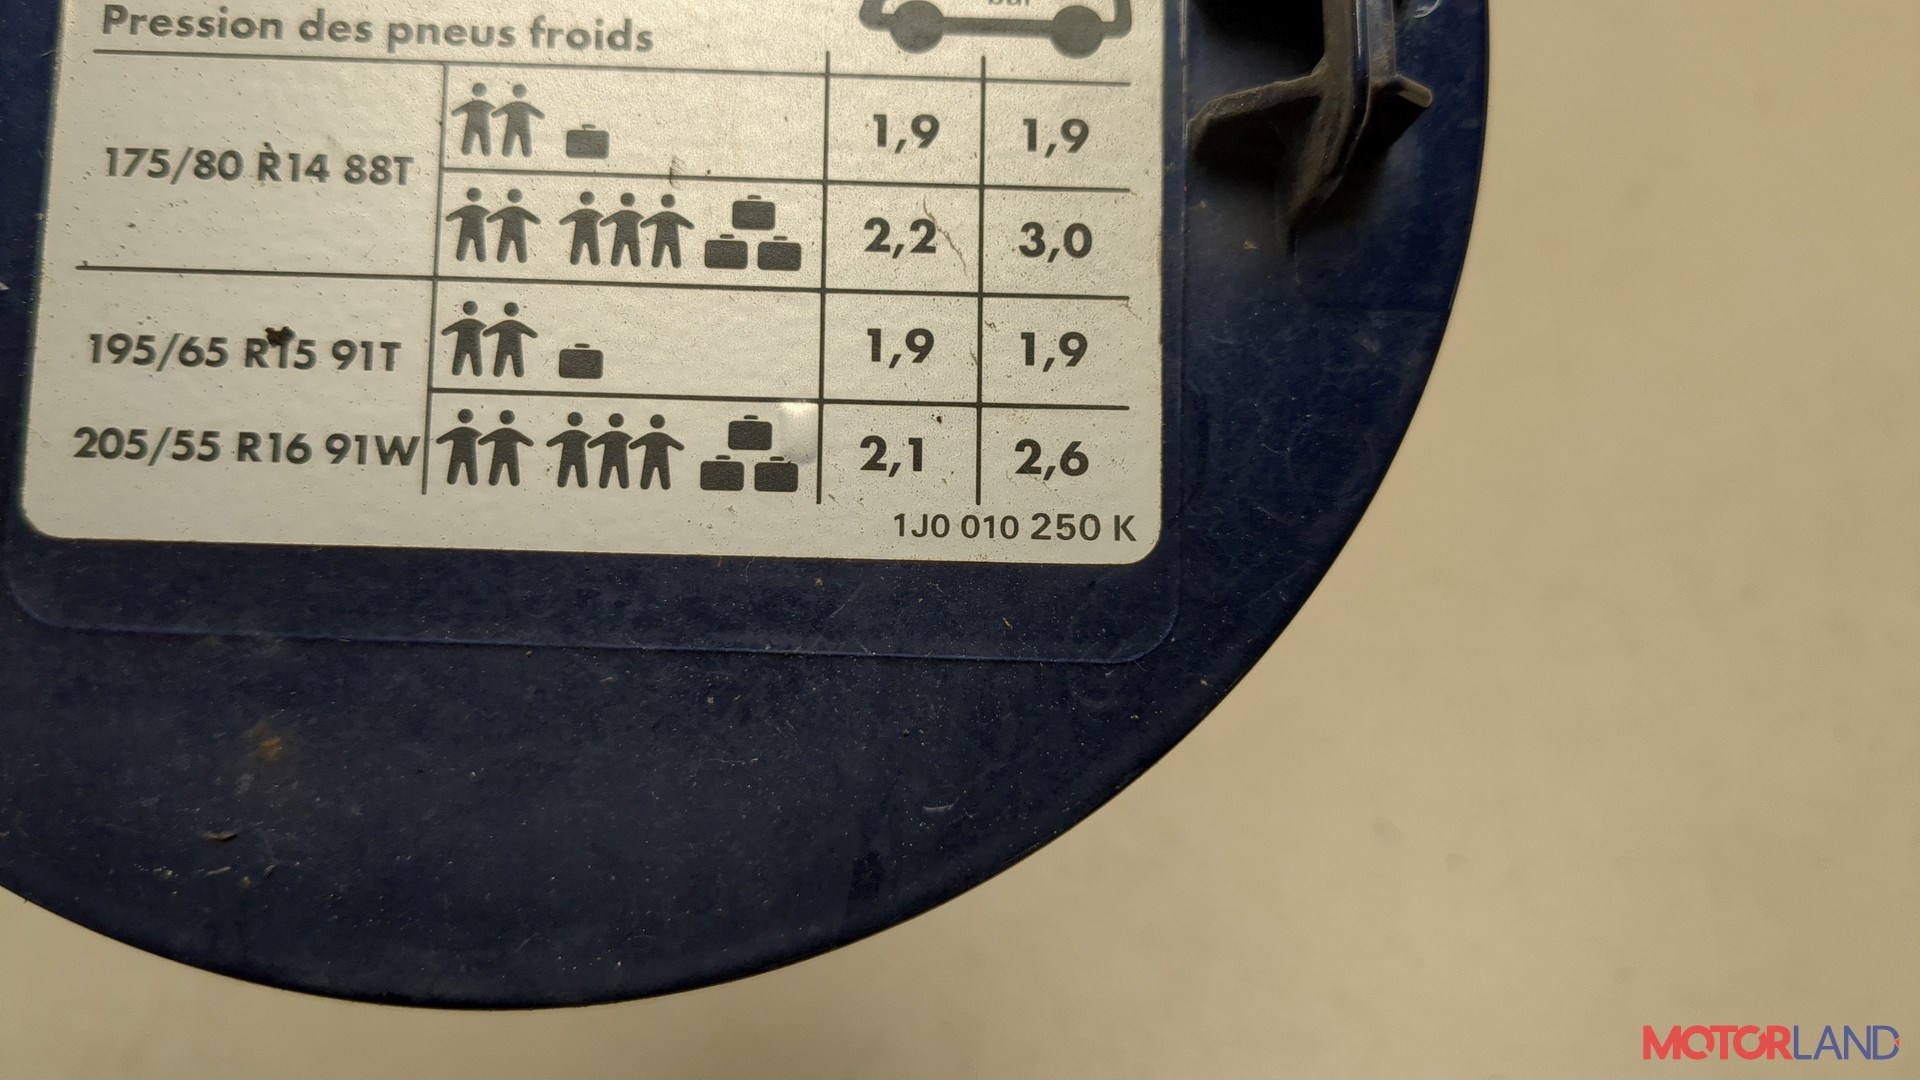 Pression des pneus froids
bar
175/80 R14 88T
1,9 1,9
2,2 3,0
195/65 R15 91T
1,9 1,9
205/55 R16 91W
2,1 2,6
1J0 010 250 K
MOTORLAND